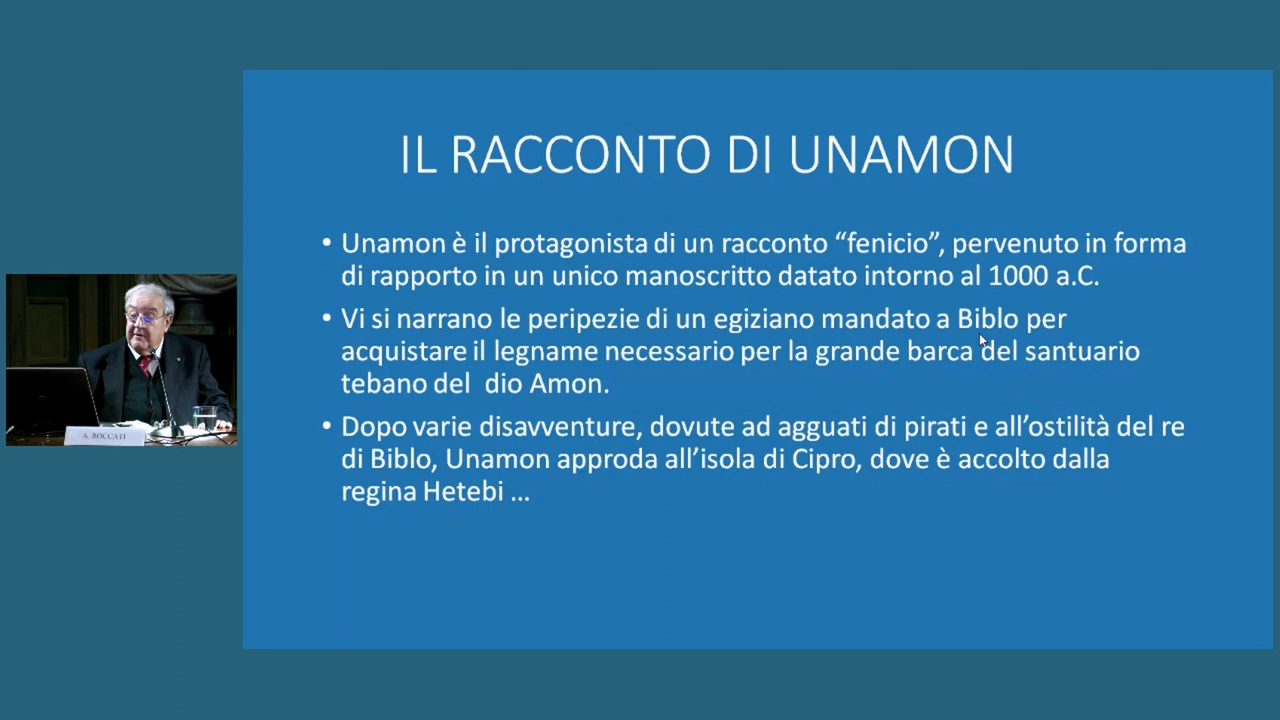 IL RACCONTO DI UNAMON
• Unamon è il protagonista di un racconto “fenicio”, pervenuto in forma
di rapporto in un unico manoscritto datato intorno al 1000 a.C.
• Vi si narrano le peripezie di un egiziano mandato a Biblo per
acquistare il legname necessario per la grande barca del santuario
tebano del  dio Amon.
• Dopo varie disavventure, dovute ad agguati di pirati e all’ostilità del re
di Biblo, Unamon approda all’isola di Cipro, dove è accolto dalla
regina Hetebi ...
A. ROCCATI